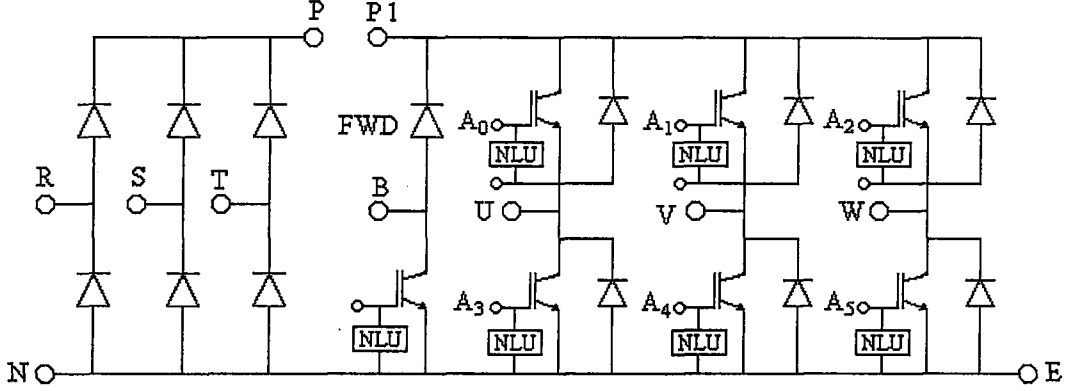 P P1
FWD A₀ A₁ A₂
NLU NLU NLU
R S T B U V W
A₃ A₄ A₅
NLU NLU NLU NLU
N E